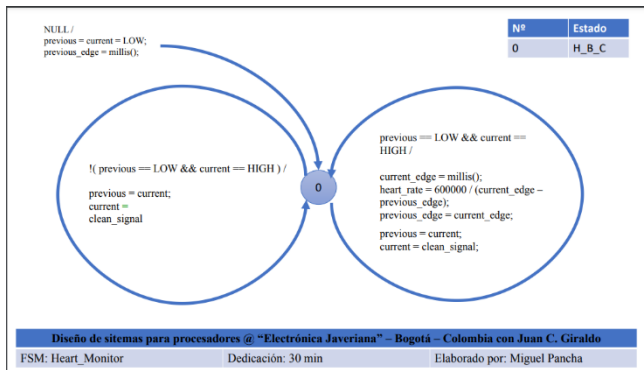 NULL /
previous = current = LOW;
previous_edge = millis();
Nº Estado
0 H_B_C
!( previous == LOW && current == HIGH ) /
previous = current;
current =
clean_signal
0
previous == LOW && current ==
HIGH /
current_edge = millis();
heart_rate = 600000 / (current_edge –
previous_edge);
previous_edge = current_edge;
previous = current;
current = clean_signal;
Diseño de sitemas para procesadores @ “Electrónica Javeriana” – Bogotá – Colombia con Juan C. Giraldo
FSM: Heart_Monitor Dedicación: 30 min Elaborado por: Miguel Pancha